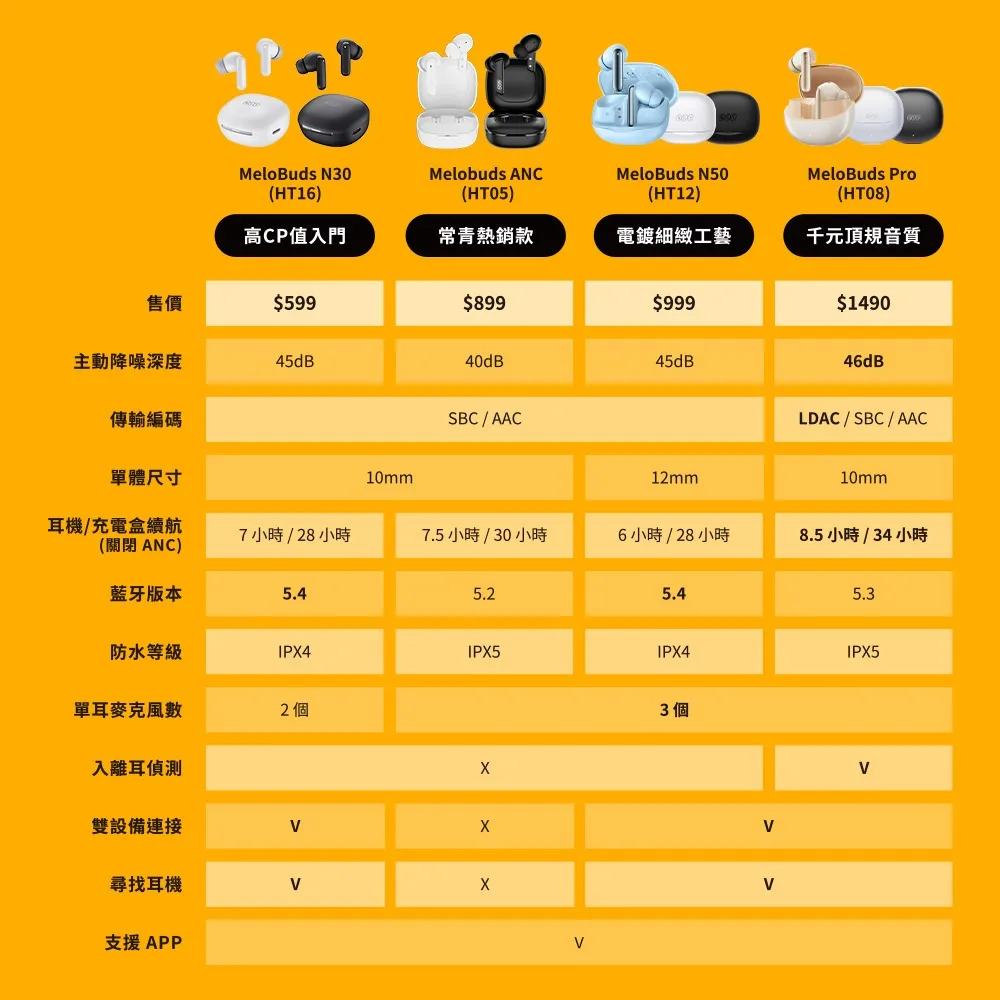 MeloBuds N30
(HT16)
Melobuds ANC
(HT05)
MeloBuds N50
(HT12)
MeloBuds Pro
(HT08)
高CP值入門
常青熱銷款
電鍍細緻工藝
千元頂規音質
售價 $599 $899 $999 $1490
主動降噪深度 45dB 40dB 45dB 46dB
傳輸編碼 SBC / AAC LDAC / SBC / AAC
單體尺寸 10mm 12mm 10mm
耳機/充電盒續航
(關閉 ANC)
7 小時 / 28 小時 7.5 小時 / 30 小時 6 小時 / 28 小時 8.5 小時 / 34 小時
藍牙版本 5.4 5.2 5.4 5.3
防水等級 IPX4 IPX5 IPX4 IPX5
單耳麥克風數 2 個 3 個
入離耳偵測 X V
雙設備連接 V X V
尋找耳機 V X V
支援 APP V